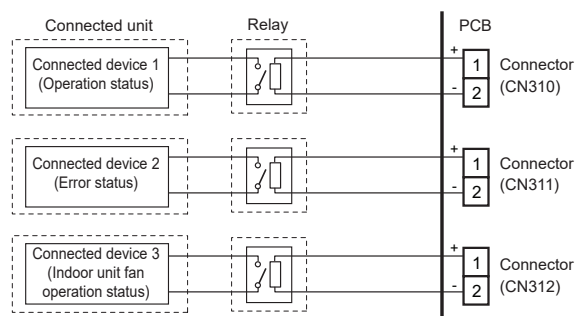 Connected unit
Relay
PCB
Connected device 1
(Operation status)
+
1
-
2
Connector
(CN310)
Connected device 2
(Error status)
+
1
-
2
Connector
(CN311)
Connected device 3
(Indoor unit fan
operation status)
+
1
-
2
Connector
(CN312)